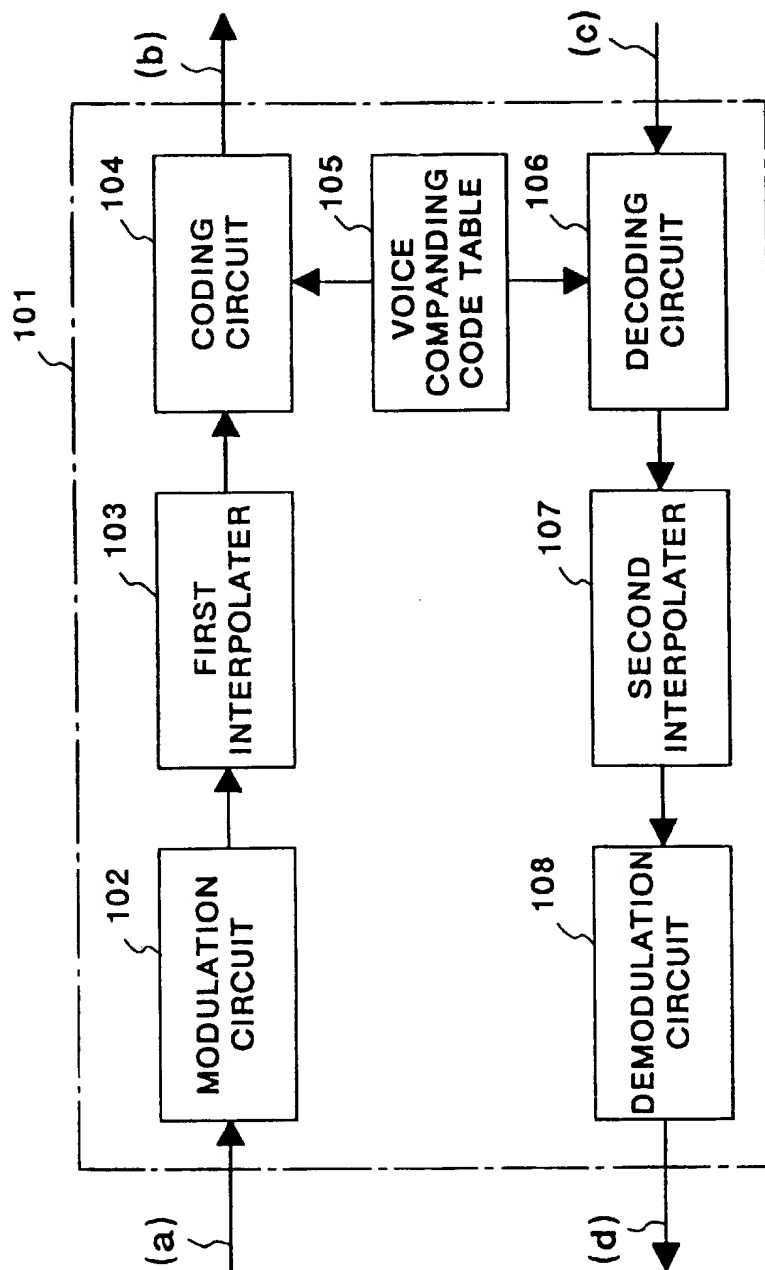 101
(a)
102
MODULATION
CIRCUIT
103
FIRST
INTERPOLATER
104
CODING
CIRCUIT
(b)
105
VOICE
COMPANDING
CODE TABLE
(c)
106
DECODING
CIRCUIT
107
SECOND
INTERPOLATER
108
DEMODULATION
CIRCUIT
(d)